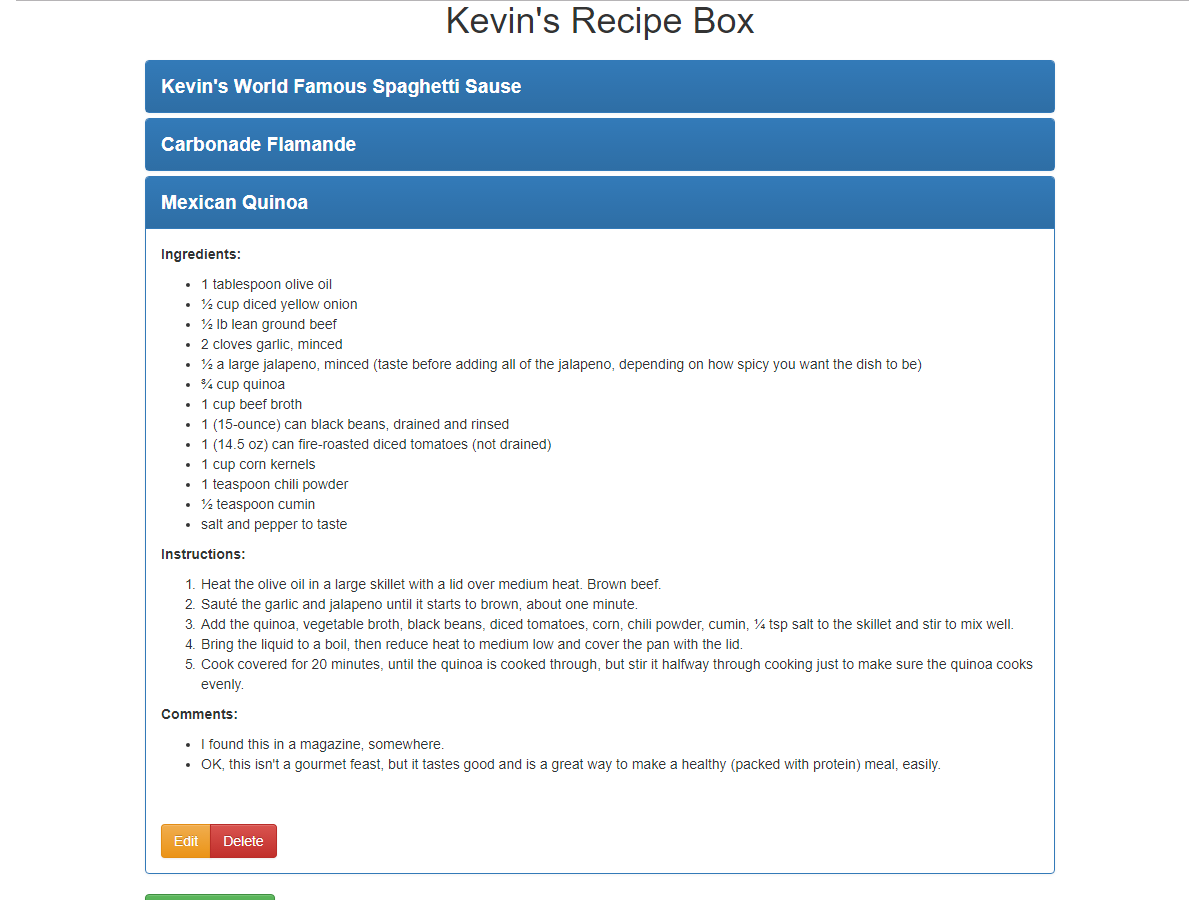 Kevin's Recipe Box
Kevin's World Famous Spaghetti Sause
Carbonade Flamande
Mexican Quinoa
Ingredients:
• 1 tablespoon olive oil
• ½ cup diced yellow onion
• ½ lb lean ground beef
• 2 cloves garlic, minced
• ½ a large jalapeno, minced (taste before adding all of the jalapeno, depending on how spicy you want the dish to be)
• ¾ cup quinoa
• 1 cup beef broth
• 1 (15-ounce) can black beans, drained and rinsed
• 1 (14.5 oz) can fire-roasted diced tomatoes (not drained)
• 1 cup corn kernels
• 1 teaspoon chili powder
• ½ teaspoon cumin
• salt and pepper to taste
Instructions:
1. Heat the olive oil in a large skillet with a lid over medium heat. Brown beef.
2. Sauté the garlic and jalapeno until it starts to brown, about one minute.
3. Add the quinoa, vegetable broth, black beans, diced tomatoes, corn, chili powder, cumin, ¼ tsp salt to the skillet and stir to mix well.
4. Bring the liquid to a boil, then reduce heat to medium low and cover the pan with the lid.
5. Cook covered for 20 minutes, until the quinoa is cooked through, but stir it halfway through cooking just to make sure the quinoa cooks
evenly.
Comments:
• I found this in a magazine, somewhere.
• OK, this isn't a gourmet feast, but it tastes good and is a great way to make a healthy (packed with protein) meal, easily.
Edit Delete